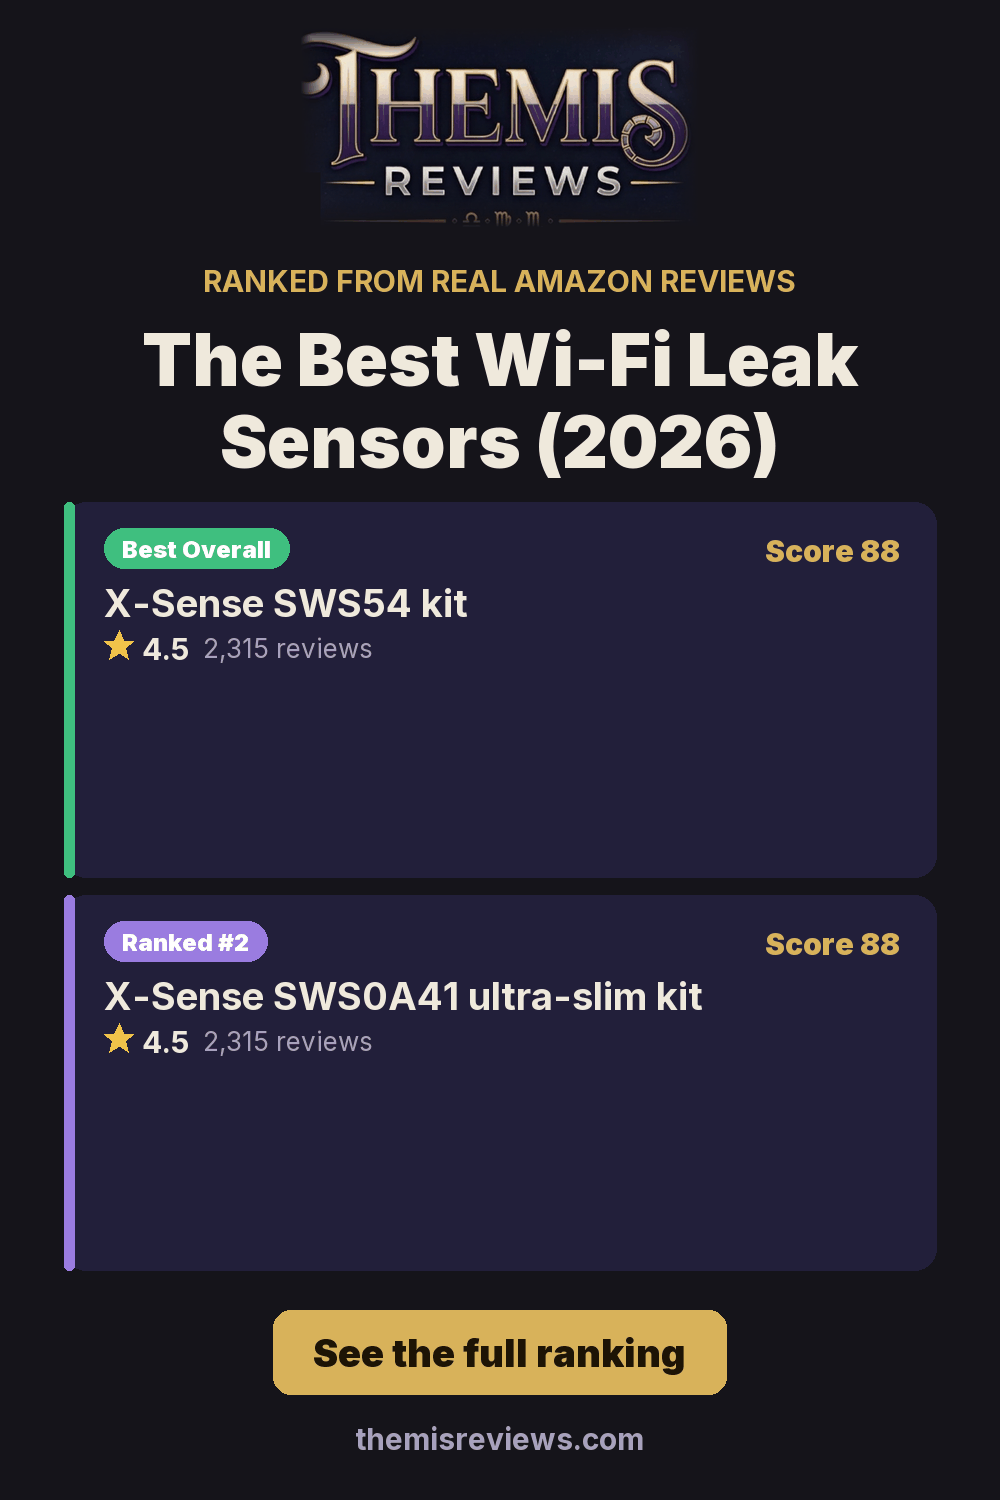 THEMIS
REVIEWS
♎ · ♍ · ♏
RANKED FROM REAL AMAZON REVIEWS
The Best Wi-Fi Leak
Sensors (2026)
Best Overall
Score 88
X-Sense SWS54 kit
4.5 2,315 reviews
Ranked #2
Score 88
X-Sense SWS0A41 ultra-slim kit
4.5 2,315 reviews
See the full ranking
themisreviews.com